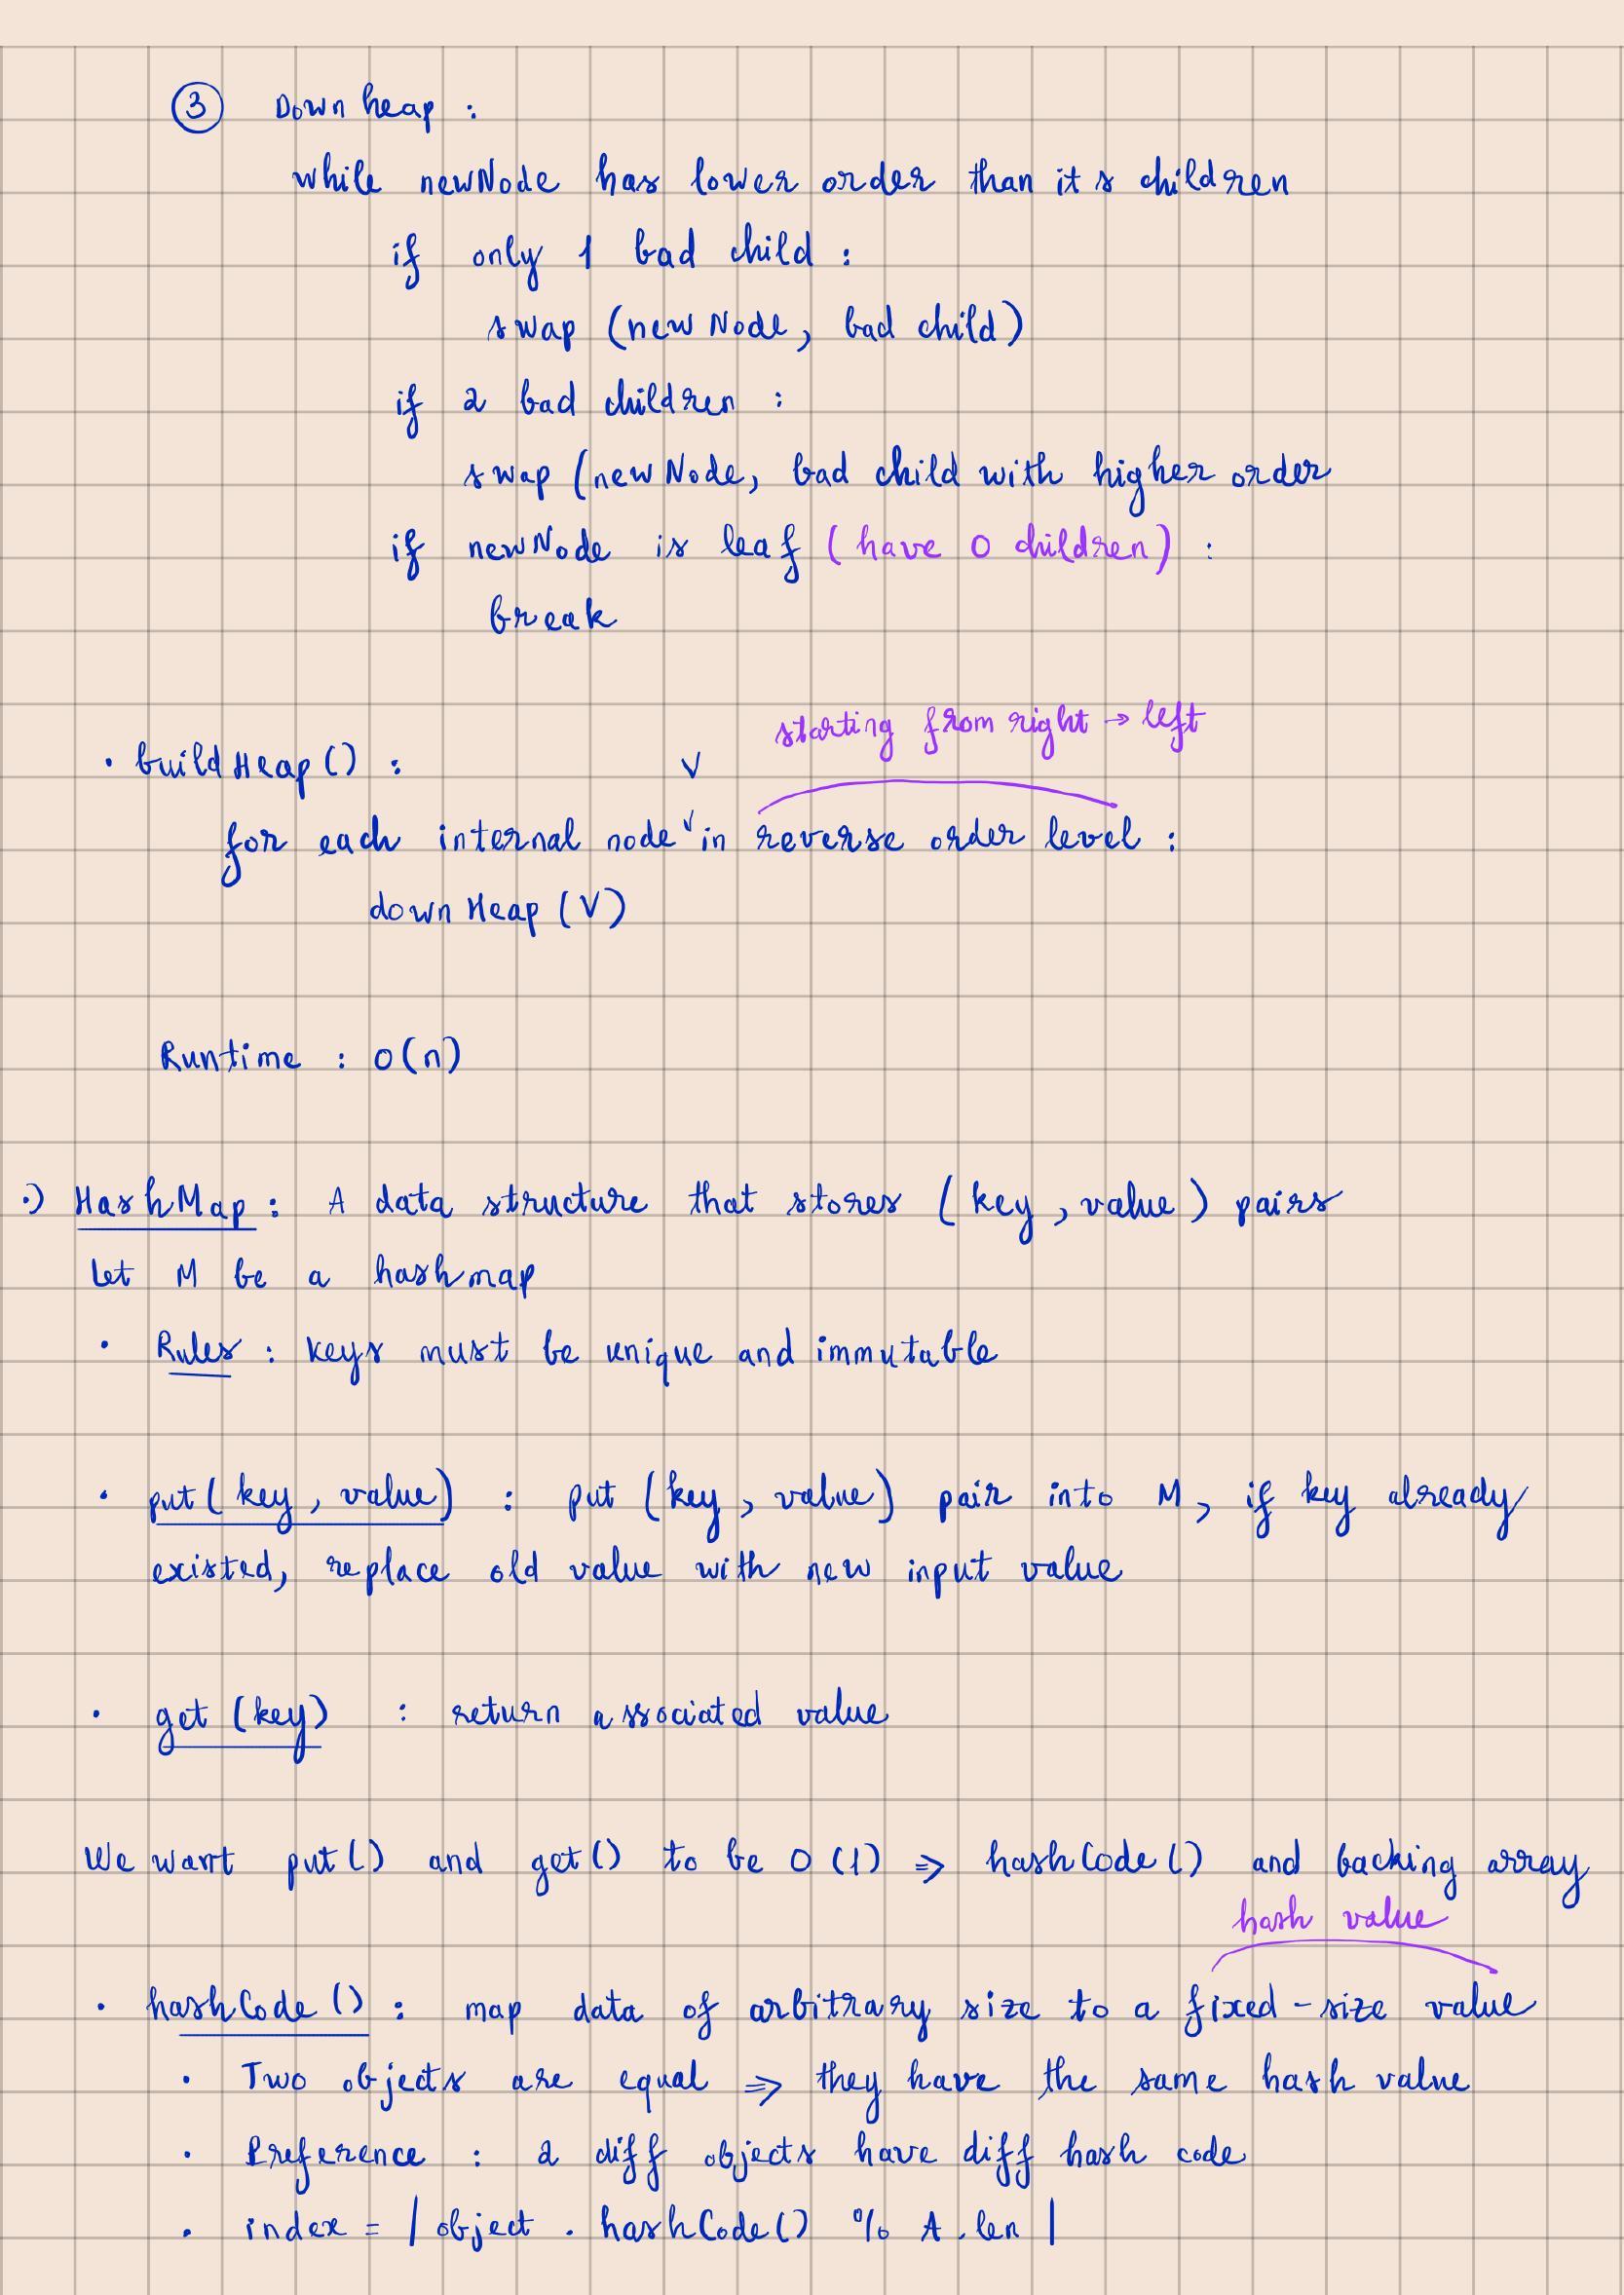 ③ Down heap :
while newNode has lower order than it s children
if only 1 bad child :
swap (new Node, bad child)
if 2 bad children :
swap (new Node, bad child with higher order
if newNode is leaf (have 0 children) :
break
starting from right → left
• build Heap () : V
for each internal node v in reverse order level :
down Heap (V)
Runtime : O(n)
•) HashMap : A data structure that stores (key, value) pairs
Let M be a hashmap
• Rules : keys must be unique and immutable
• put (key, value) : put (key, value) pair into M, if key already
existed, replace old value with new input value
• get (key) : return associated value
We want put () and get () to be O (1) => hashCode () and backing array
hash value
• hashCode () : map data of arbitrary size to a fixed - size value
• Two objects are equal => they have the same hash value
• Preference : 2 diff objects have diff hash code
• index = | object . hashCode () % A . len |